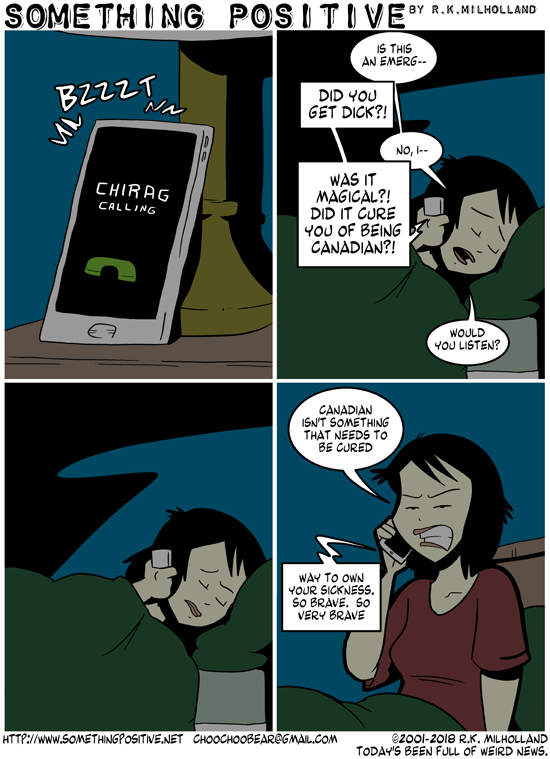 SOMETHING POSITIVE BY R.K.MILHOLLAND
BZZZT
CHIRAG
CALLING
IS THIS
AN EMERG--
DID YOU
GET DICK?!
NO, I--
WAS IT
MAGICAL?!
DID IT CURE
YOU OF BEING
CANADIAN?!
WOULD
YOU LISTEN?
CANADIAN
ISN'T SOMETHING
THAT NEEDS TO
BE CURED
WAY TO OWN
YOUR SICKNESS.
SO BRAVE. SO
VERY BRAVE
HTTP://WWW.SOMETHINGPOSITIVE.NET CHOOCHOOBEAR@GMAIL.COM
©2001-2018 R.K. MILHOLLAND
TODAY'S BEEN FULL OF WEIRD NEWS.